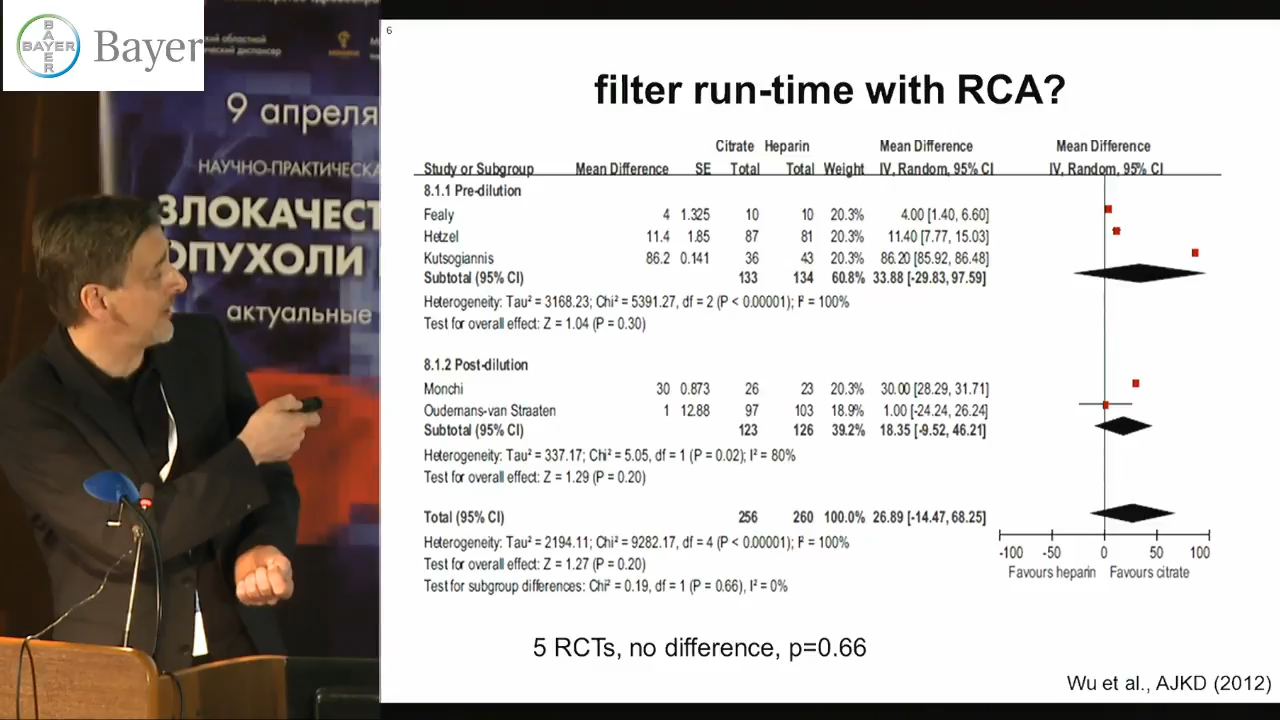 BAYER
BAYER
Bayer
9 апреля
НАУЧНО-ПРАКТИЧЕСКА
ЗЛОКАЧЕСТ
ОПУХОЛИ
актуальные
6
filter run-time with RCA?
Citrate Heparin Mean Difference Mean Difference
Study or Subgroup Mean Difference SE Total Total Weight IV, Random, 95% CI IV, Random, 95% CI
8.1.1 Pre-dilution
Fealy 4 1.325 10 10 20.3% 4.00 [1.40, 6.60]
Hetzel 11.4 1.85 87 81 20.3% 11.40 [7.77, 15.03]
Kutsogiannis 86.2 0.141 36 43 20.3% 86.20 [85.92, 86.48]
Subtotal (95% CI) 133 134 60.8% 33.88 [-29.83, 97.59]
Heterogeneity: Tau² = 3168.23; Chi² = 5391.27, df = 2 (P < 0.00001); I² = 100%
Test for overall effect: Z = 1.04 (P = 0.30)
8.1.2 Post-dilution
Monchi 30 0.873 26 23 20.3% 30.00 [28.29, 31.71]
Oudemans-van Straaten 1 12.88 97 103 18.9% 1.00 [-24.24, 26.24]
Subtotal (95% CI) 123 126 39.2% 18.35 [-9.52, 46.21]
Heterogeneity: Tau² = 337.17; Chi² = 5.05, df = 1 (P = 0.02); I² = 80%
Test for overall effect: Z = 1.29 (P = 0.20)
Total (95% CI) 256 260 100.0% 26.89 [-14.47, 68.25]
Heterogeneity: Tau² = 2194.11; Chi² = 9282.17, df = 4 (P < 0.00001); I² = 100%
Test for overall effect: Z = 1.27 (P = 0.20)
Test for subgroup differences: Chi² = 0.19, df = 1 (P = 0.66), I² = 0%
-100 -50 0 50 100
Favours heparin Favours citrate
5 RCTs, no difference, p=0.66
Wu et al., AJKD (2012)